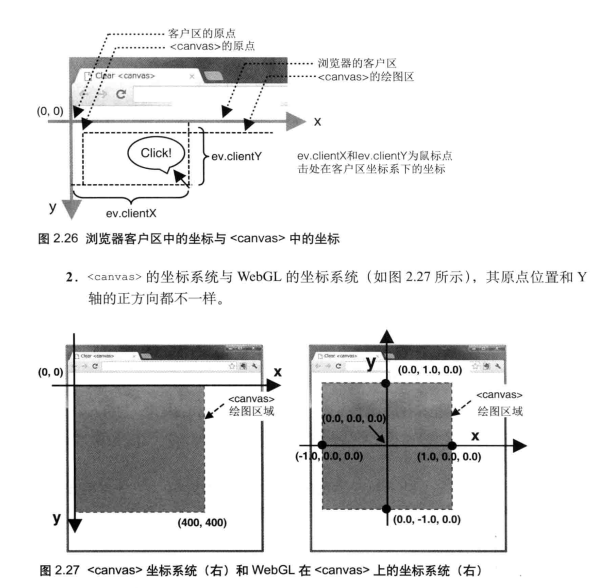 客户区的原点
<canvas>的原点
Clear <canvas>
浏览器的客户区
<canvas>的绘图区
(0, 0)
x
Click!
ev.clientY
ev.clientX和ev.clientY为鼠标点
击处在客户区坐标系下的坐标
y
ev.clientX
图 2.26 浏览器客户区中的坐标与 <canvas> 中的坐标
2. <canvas> 的坐标系统与 WebGL 的坐标系统（如图 2.27 所示），其原点位置和 Y
轴的正方向都不一样。
Clear <canvas>
(0, 0)
x
<canvas>
绘图区域
y
(400, 400)
Clear <canvas>
y
(0.0, 1.0, 0.0)
<canvas>
绘图区域
(0.0, 0.0, 0.0)
x
(-1.0, 0.0, 0.0)
(1.0, 0.0, 0.0)
(0.0, -1.0, 0.0)
图 2.27 <canvas> 坐标系统（右）和 WebGL 在 <canvas> 上的坐标系统（右）